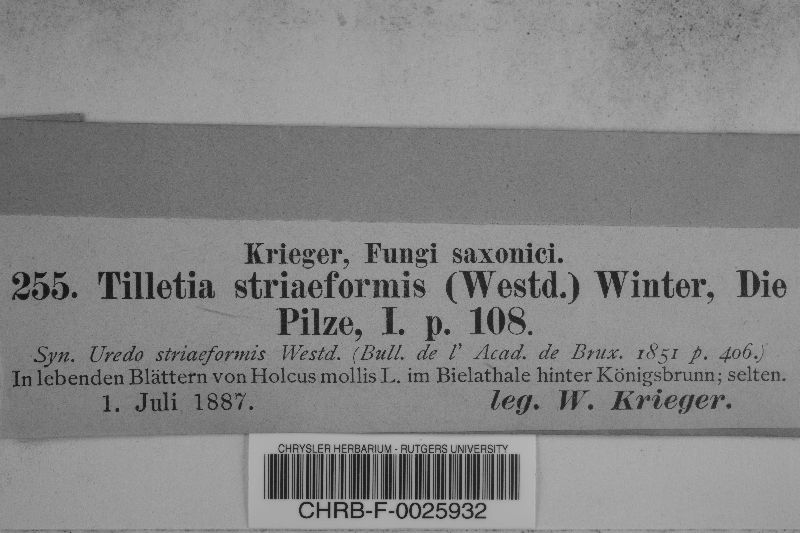 Krieger, Fungi saxonici.
255. Tilletia striaeformis (Westd.) Winter, Die
Pilze, I. p. 108.
Syn. Uredo striaeformis Westd. (Bull. de l' Acad. de Brux. 1851 p. 406.)
In lebenden Blättern von Holcus mollis L. im Bielathale hinter Königsbrunn; selten.
1. Juli 1887. leg. W. Krieger.
CHRYSLER HERBARIUM - RUTGERS UNIVERSITY
CHRB-F-0025932